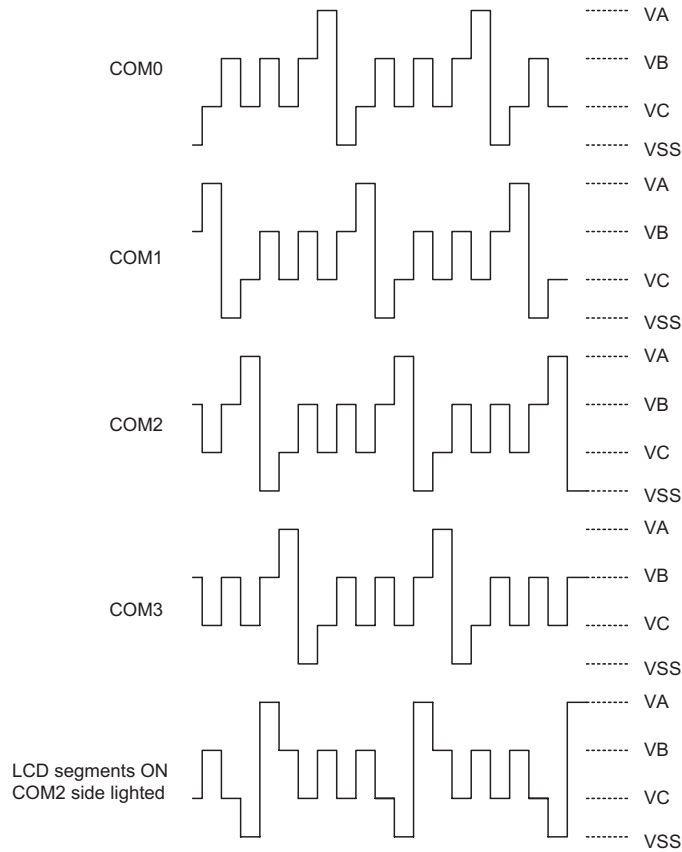 VA
COM0
VB
VC
VSS
VA
COM1
VB
VC
VSS
VA
COM2
VB
VC
VSS
VA
COM3
VB
VC
VSS
VA
VB
LCD segments ON
COM2 side lighted
VC
VSS